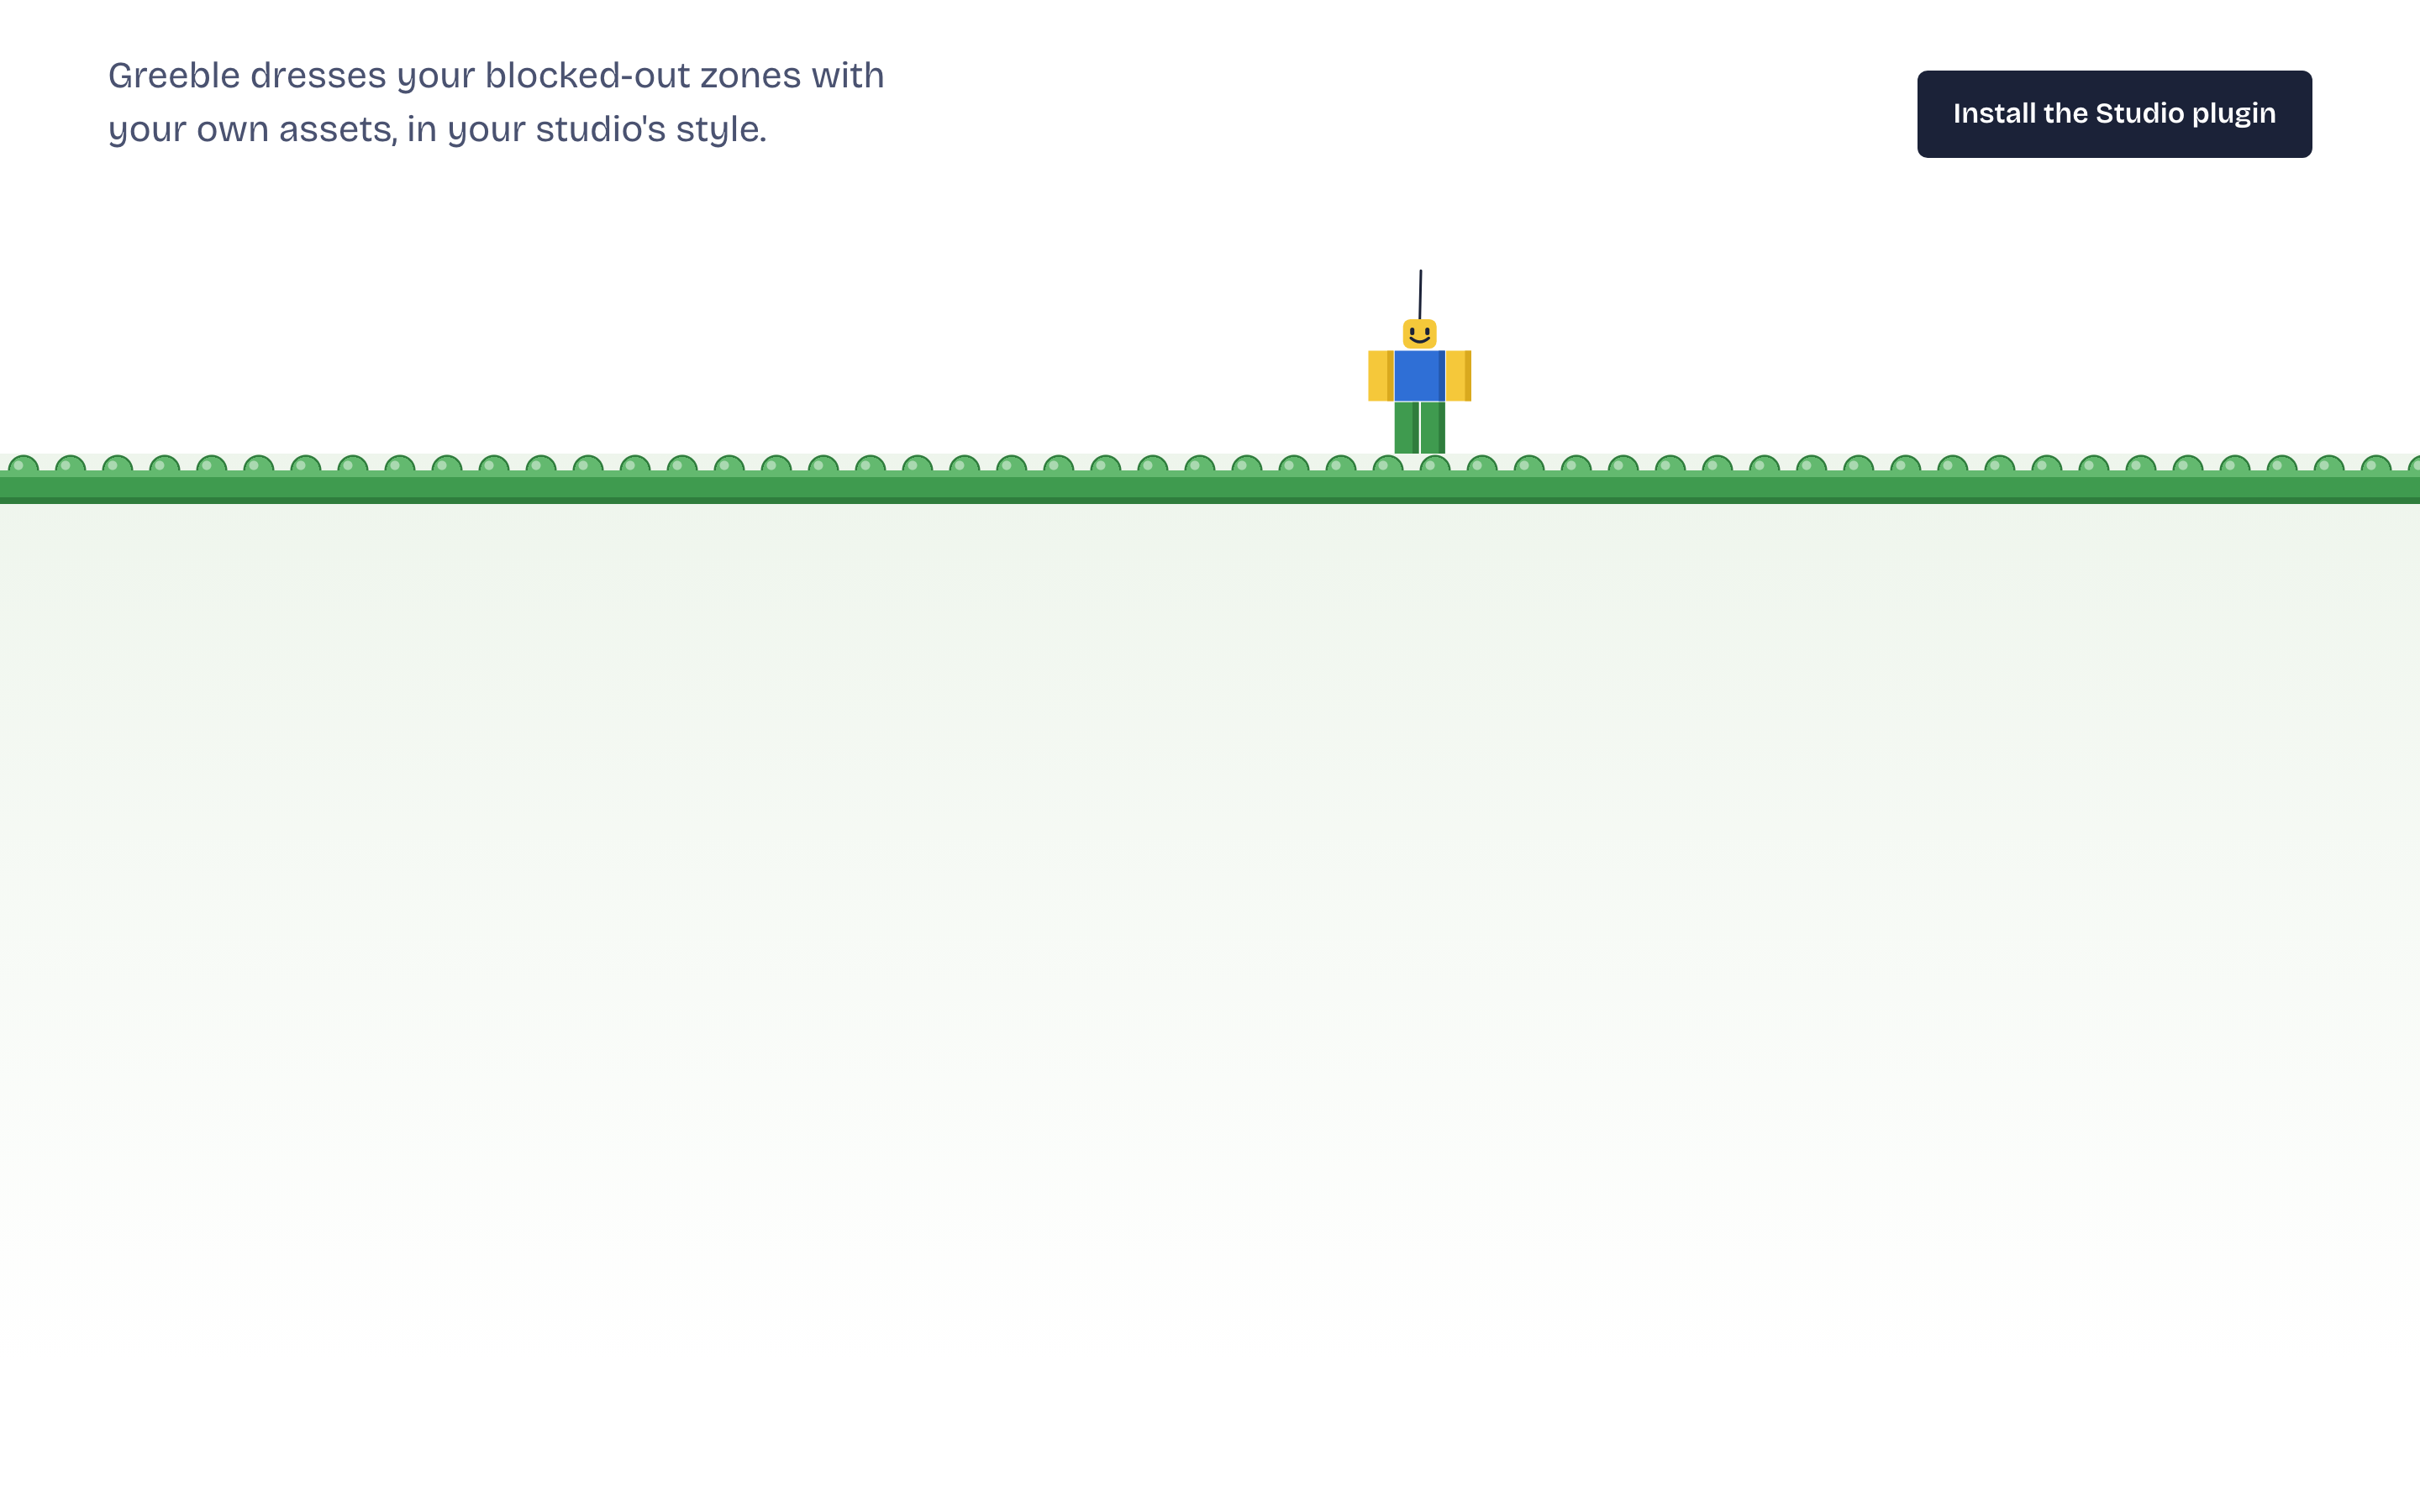 Greeble dresses your blocked-out zones with
your own assets, in your studio's style.
Install the Studio plugin